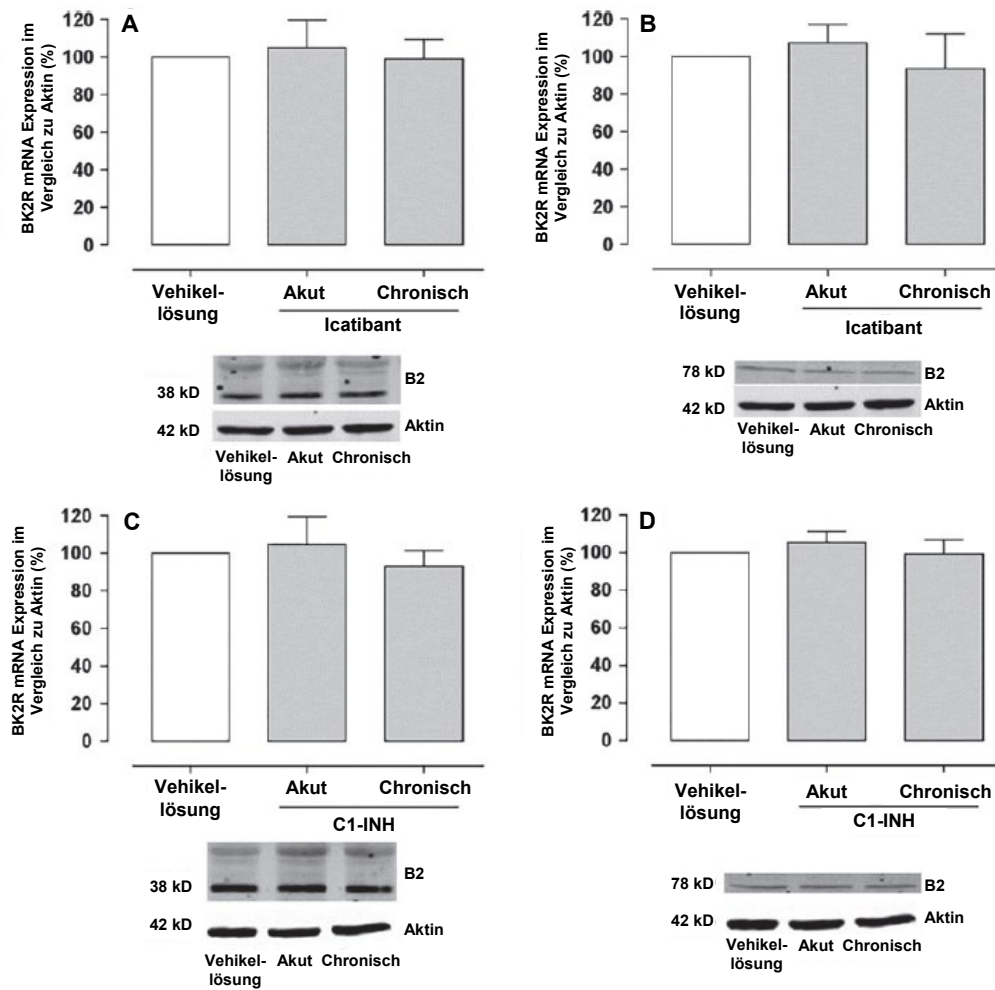 A
BK2R mRNA Expression im
Vergleich zu Aktin (%)
120
100
80
60
40
20
0
Vehikel-
lösung
Akut
Chronisch
Icatibant
38 kD
B2
42 kD
Aktin
Vehikel-
lösung
Akut
Chronisch
B
BK2R mRNA Expression im
Vergleich zu Aktin (%)
120
100
80
60
40
20
0
Vehikel-
lösung
Akut
Chronisch
Icatibant
78 kD
B2
42 kD
Aktin
Vehikel-
lösung
Akut
Chronisch
C
BK2R mRNA Expression im
Vergleich zu Aktin (%)
120
100
80
60
40
20
0
Vehikel-
lösung
Akut
Chronisch
C1-INH
38 kD
B2
42 kD
Aktin
Vehikel-
lösung
Akut
Chronisch
D
BK2R mRNA Expression im
Vergleich zu Aktin (%)
120
100
80
60
40
20
0
Vehikel-
lösung
Akut
Chronisch
C1-INH
78 kD
B2
42 kD
Aktin
Vehikel-
lösung
Akut
Chronisch